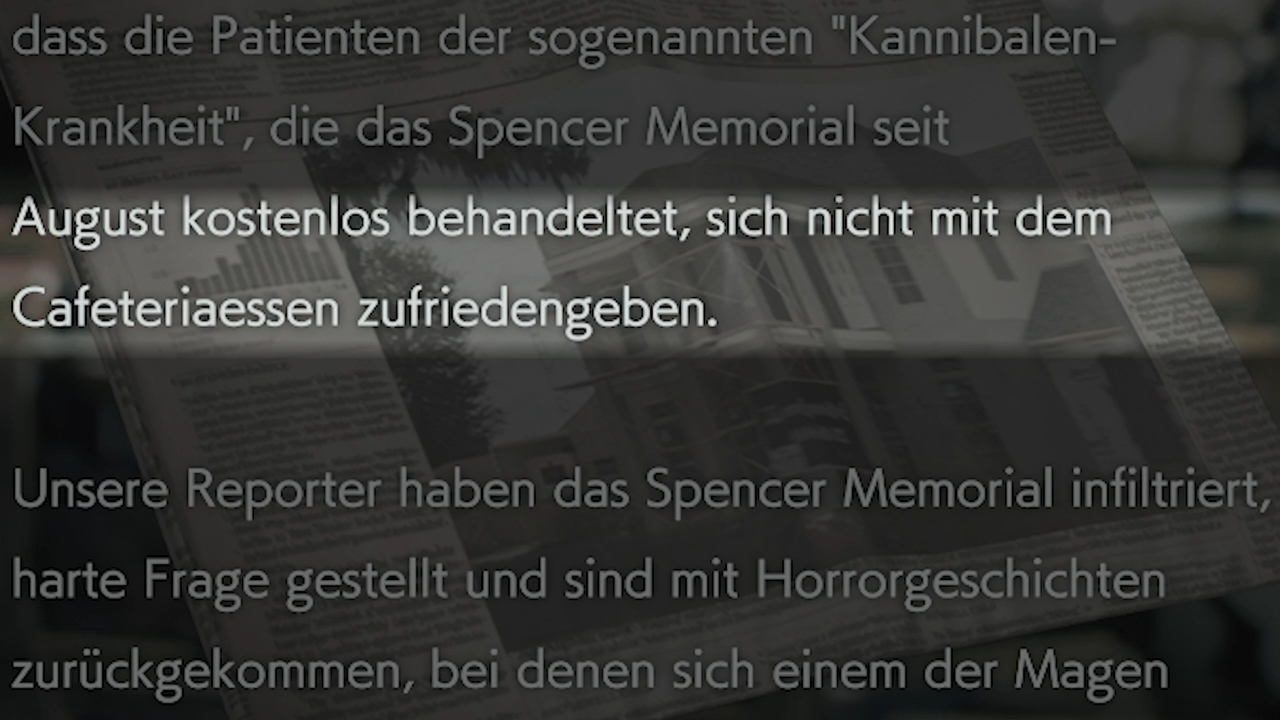 dass die Patienten der sogenannten "Kannibalen-
Krankheit", die das Spencer Memorial seit
August kostenlos behandeltet, sich nicht mit dem
Cafeteriaessen zufriedengeben.
Unsere Reporter haben das Spencer Memorial infiltriert,
harte Frage gestellt und sind mit Horrorgeschichten
zurückgekommen, bei denen sich einem der Magen